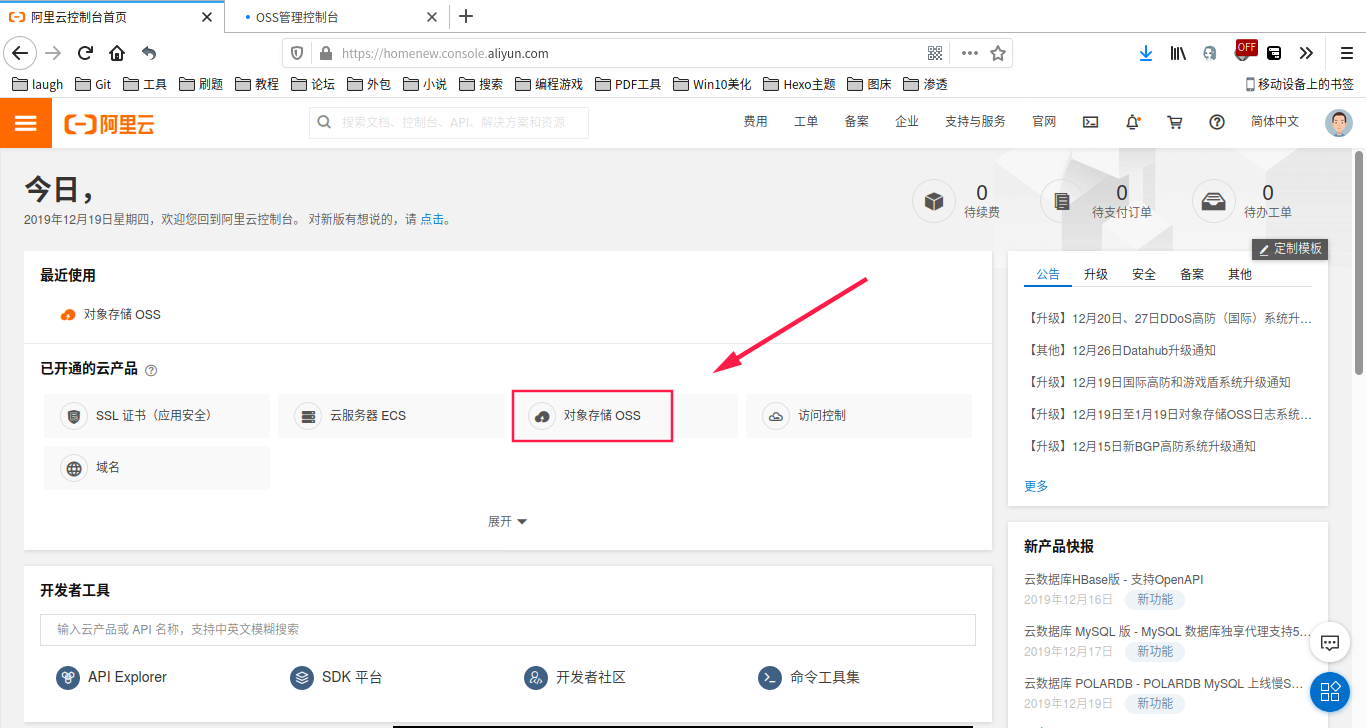 阿里云控制台首页
OSS管理控制台
https://homenew.console.aliyun.com
OFF
laugh Git 工具 刷题 教程 论坛 外包 小说 搜索 编程游戏 PDF工具 Win10美化 Hexo主题 图床 渗透 移动设备上的书签
阿里云
搜索文档、控制台、API、解决方案和资源
费用 工单 备案 企业 支持与服务 官网 简体中文
今日，
2019年12月19日星期四，欢迎您回到阿里云控制台。 对新版有想说的，请 点击。
0 待续费
0 待支付订单
0 待办工单
定制模板
最近使用
对象存储 OSS
已开通的云产品
SSL 证书（应用安全） 云服务器 ECS 对象存储 OSS 访问控制
域名
展开
公告 升级 安全 备案 其他
【升级】12月20日、27日DDoS高防（国际）系统升...
【其他】12月26日Datahub升级通知
【升级】12月19日国际高防和游戏盾系统升级通知
【升级】12月19日至1月19日对象存储OSS日志系统...
【升级】12月15日新BGP高防系统升级通知
更多
开发者工具
输入云产品或 API 名称，支持中英文模糊搜索
API Explorer SDK 平台 开发者社区 命令工具集
新产品快报
云数据库HBase版 - 支持OpenAPI
2019年12月16日 新功能
云数据库 MySQL 版 - MySQL 数据库独享代理支持5...
2019年12月17日 新功能
云数据库 POLARDB - POLARDB MySQL 上线慢S...
2019年12月19日 新功能